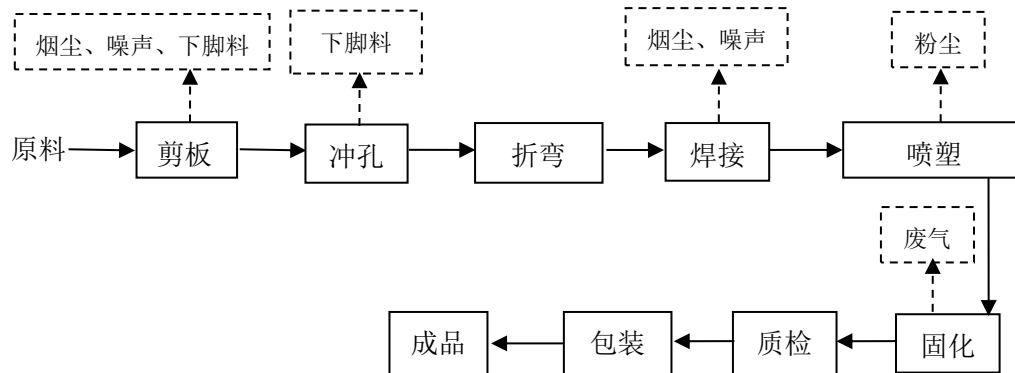 烟尘、噪声、下脚料
下脚料
烟尘、噪声
粉尘
原料
剪板
冲孔
折弯
焊接
喷塑
废气
成品
包装
质检
固化